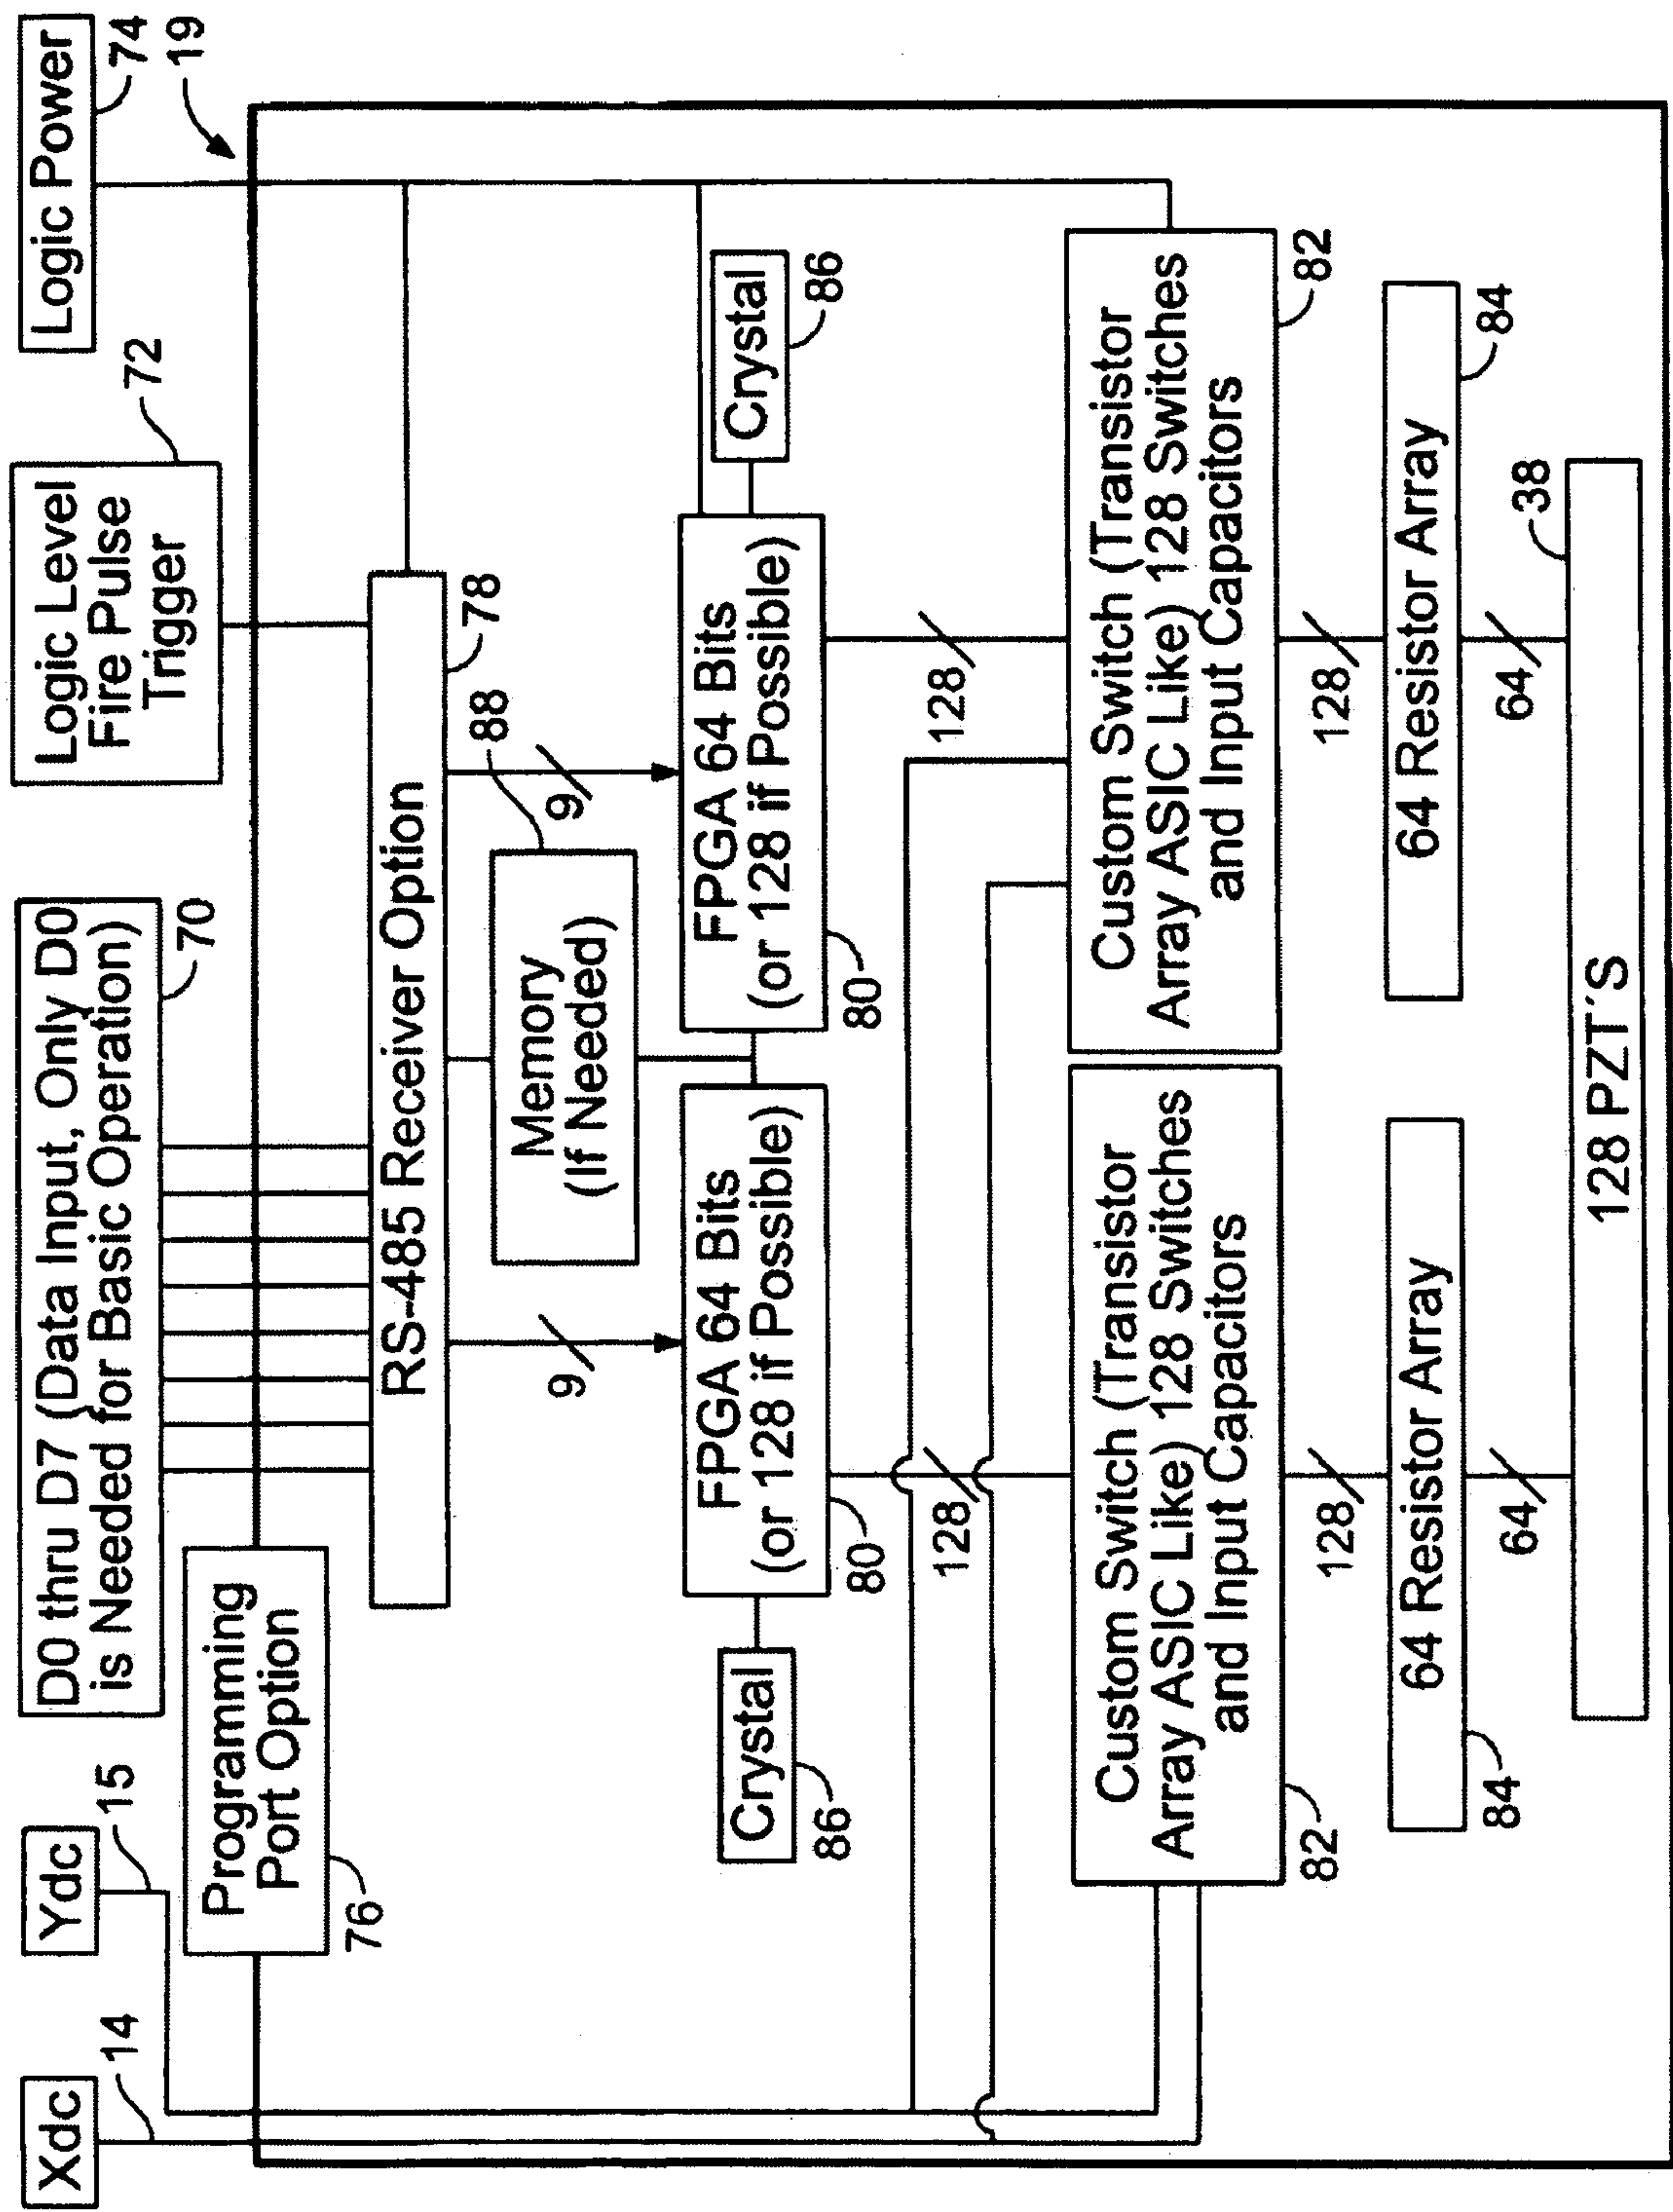 Xdc
14
Ydc
15
D0 thru D7 (Data Input, Only D0
is Needed for Basic Operation)
70
Logic Level
Fire Pulse
Trigger
72
Logic Power
74
19
Programming
Port Option
76
RS-485 Receiver Option
78
9
Memory
(If Needed)
88
9
Crystal
86
FPGA 64 Bits
(or 128 if Possible)
80
FPGA 64 Bits
(or 128 if Possible)
80
Crystal
86
128
128
Custom Switch (Transistor
Array ASIC Like) 128 Switches
and Input Capacitors
82
Custom Switch (Transistor
Array ASIC Like) 128 Switches
and Input Capacitors
82
128
128
64 Resistor Array
84
64 Resistor Array
84
64
64
38
128 PZT'S